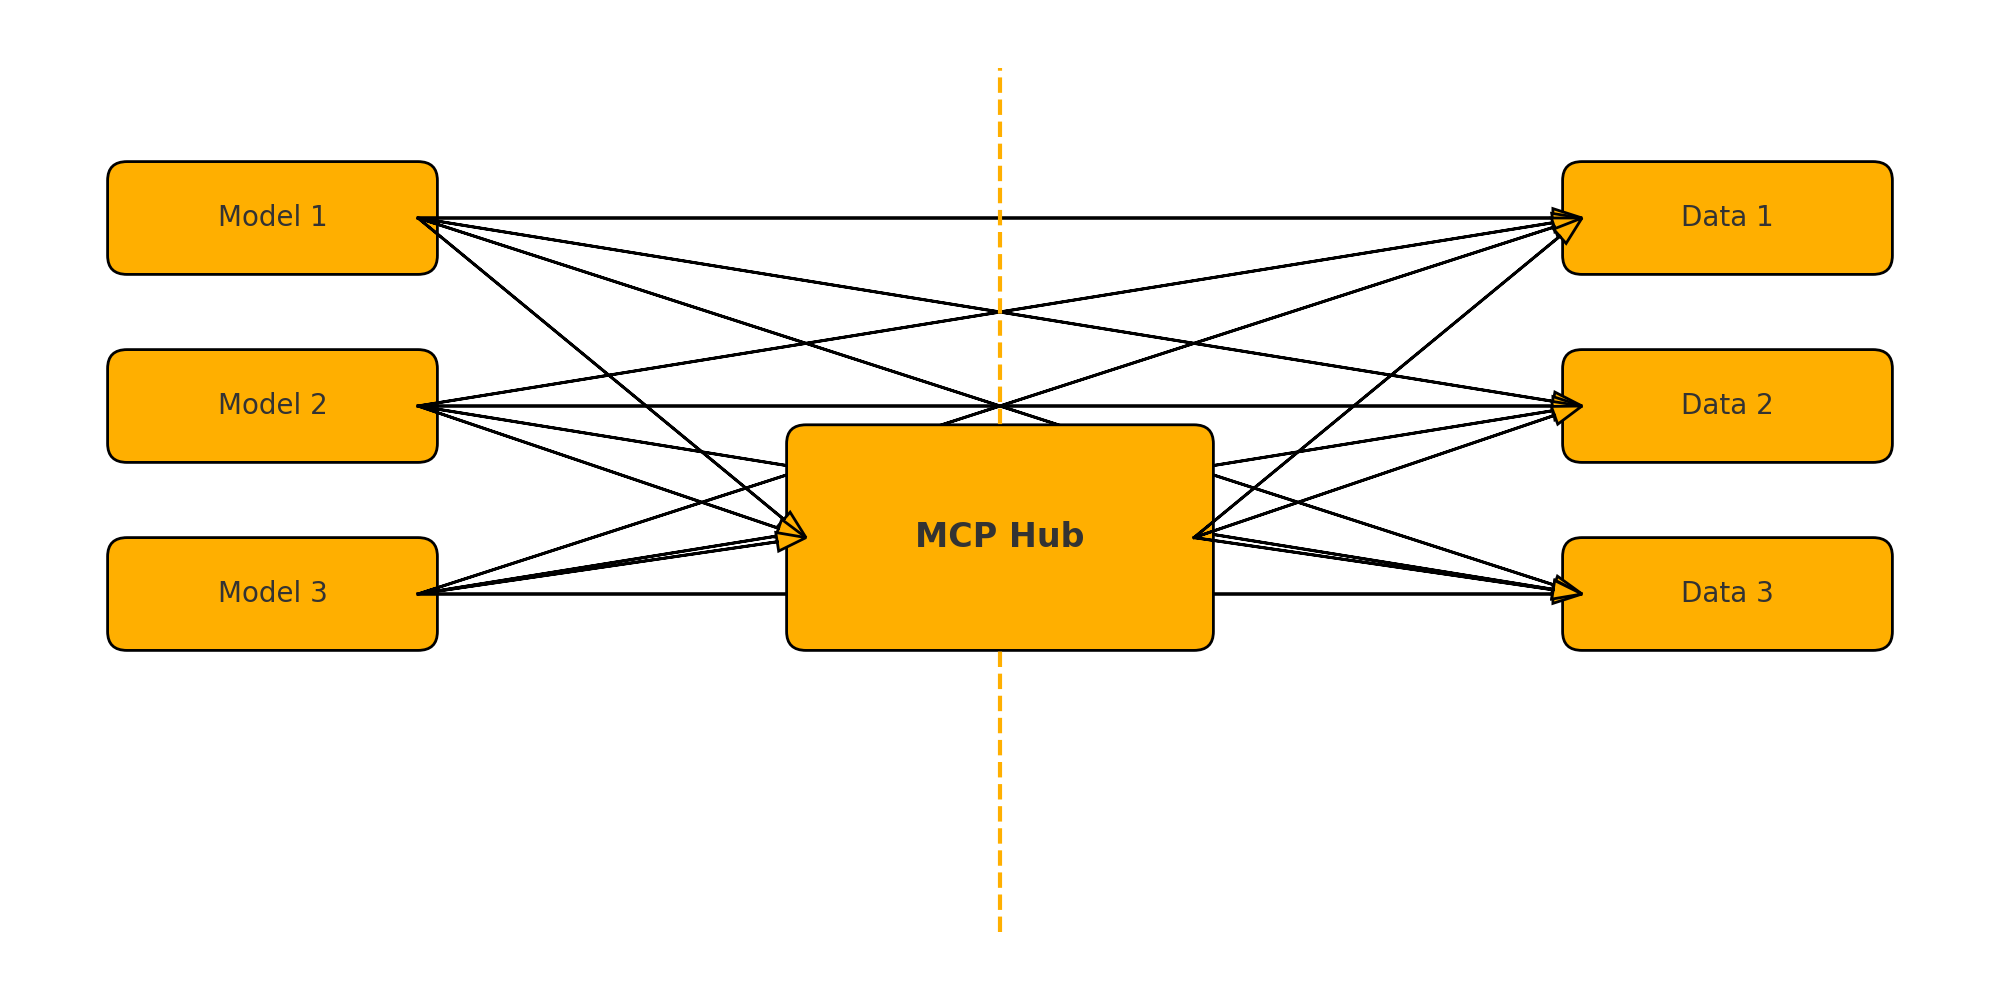 Model 1
Data 1
Model 2
Data 2
MCP Hub
Model 3
Data 3